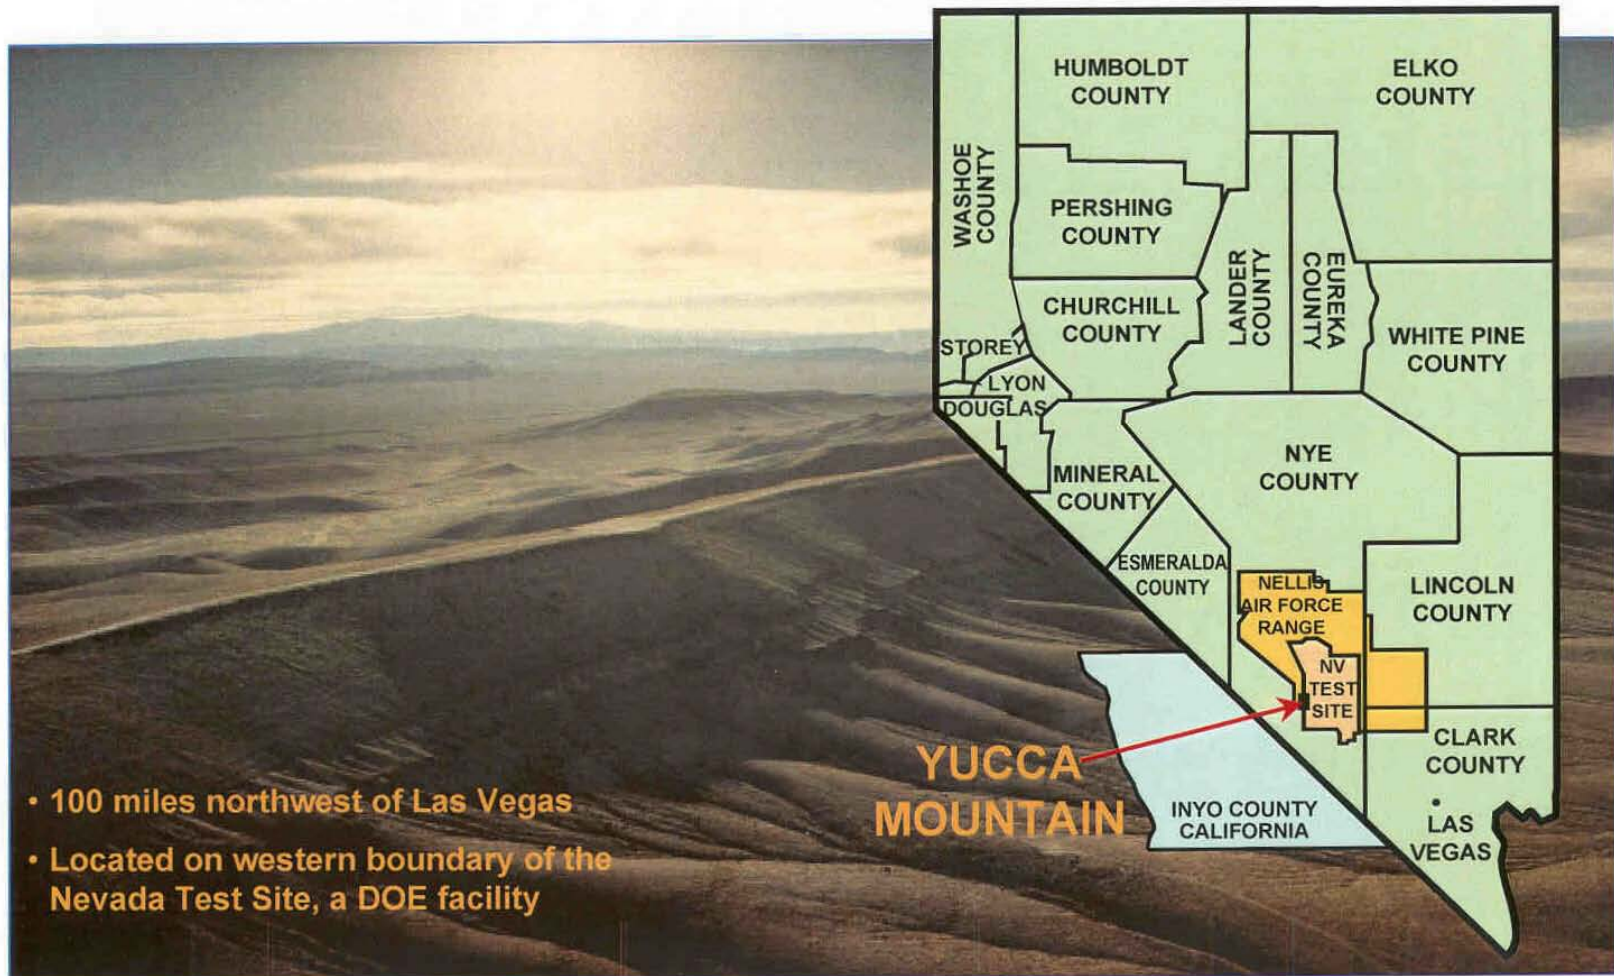 HUMBOLDT
COUNTY
ELKO
COUNTY
WASHOE
COUNTY
PERSHING
COUNTY
LANDER
COUNTY
EUREKA
COUNTY
CHURCHILL
COUNTY
WHITE PINE
COUNTY
STOREY
LYON
DOUGLAS
NYE
COUNTY
MINERAL
COUNTY
ESMERALDA
COUNTY
NELLIS
AIR FORCE
RANGE
LINCOLN
COUNTY
NV
TEST
SITE
CLARK
COUNTY
LAS
VEGAS
YUCCA
MOUNTAIN
INYO COUNTY
CALIFORNIA
• 100 miles northwest of Las Vegas
• Located on western boundary of the
Nevada Test Site, a DOE facility